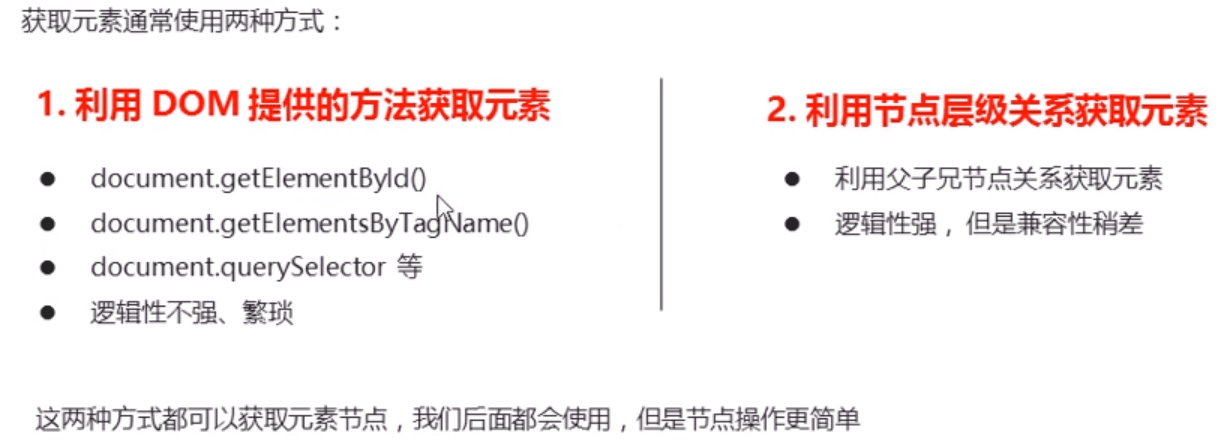 获取元素通常使用两种方式：
1. 利用 DOM 提供的方法获取元素
document.getElementById()
document.getElementsByTagName()
document.querySelector 等
逻辑性不强、繁琐
2. 利用节点层级关系获取元素
利用父子兄节点关系获取元素
逻辑性强，但是兼容性稍差
这两种方式都可以获取元素节点，我们后面都会使用，但是节点操作更简单